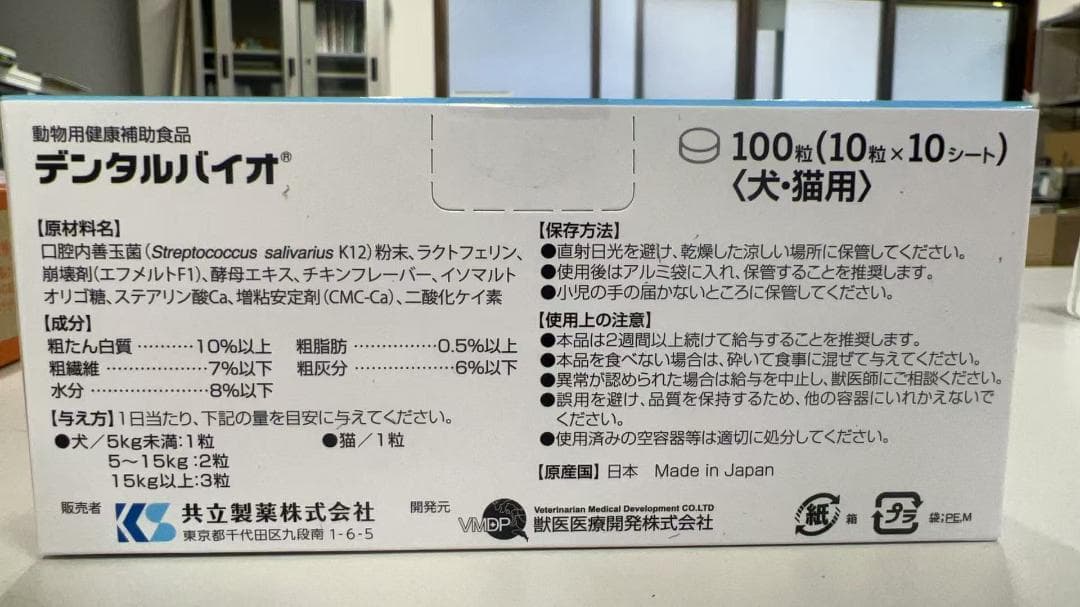 動物用健康補助食品
デンタルバイオ®
100粒(10粒×10シート)
〈犬・猫用〉
【原材料名】
口腔内善玉菌(Streptococcus salivarius K12)粉末、ラクトフェリン、
崩壊剤(エフメルトF1)、酵母エキス、チキンフレーバー、イソマルト
オリゴ糖、ステアリン酸Ca、増粘安定剤(CMC-Ca)、二酸化ケイ素
【成分】
粗たん白質 ………… 10%以上 粗脂肪 ……………… 0.5%以上
粗繊維 ……………… 7%以下 粗灰分 ……………… 6%以下
水分 ………………… 8%以下
【与え方】1日当たり、下記の量を目安に与えてください。
●犬/5kg未満:1粒 ●猫/1粒
5～15kg:2粒
15kg以上:3粒
【保存方法】
●直射日光を避け、乾燥した涼しい場所に保管してください。
●使用後はアルミ袋に入れ、保管することを推奨します。
●小児の手の届かないところに保管してください。
【使用上の注意】
●本品は2週間以上続けて給与することを推奨します。
●本品を食べない場合は、砕いて食事に混ぜて与えてください。
●異常が認められた場合は給与を中止し、獣医師にご相談ください。
●誤用を避け、品質を保持するため、他の容器にいれかえないで
ください。
●使用済みの空容器等は適切に処分してください。
【原産国】日本 Made in Japan
販売者 KS 共立製薬株式会社
東京都千代田区九段南 1-6-5
開発元 VMDP Veterinarian Medical Development CO.LTD
獣医医療開発株式会社
紙 箱 プラ 袋:PE,M